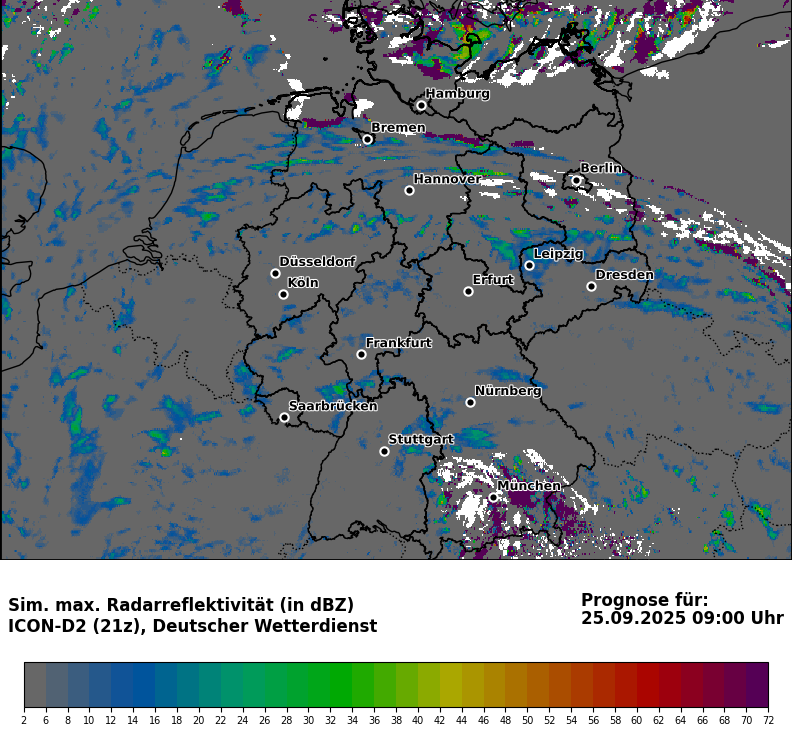 Hamburg
Bremen
Berlin
Hannover
Leipzig
Düsseldorf
Dresden
Erfurt
Köln
Frankfurt
Nürnberg
Saarbrücken
Stuttgart
München
Sim. max. Radarreflektivität (in dBZ)
ICON-D2 (21z), Deutscher Wetterdienst
Prognose für:
25.09.2025 09:00 Uhr
2 6 8 10 12 14 16 18 20 22 24 26 28 30 32 34 36 38 40 42 44 46 48 50 52 54 56 58 60 62 64 66 68 70 72